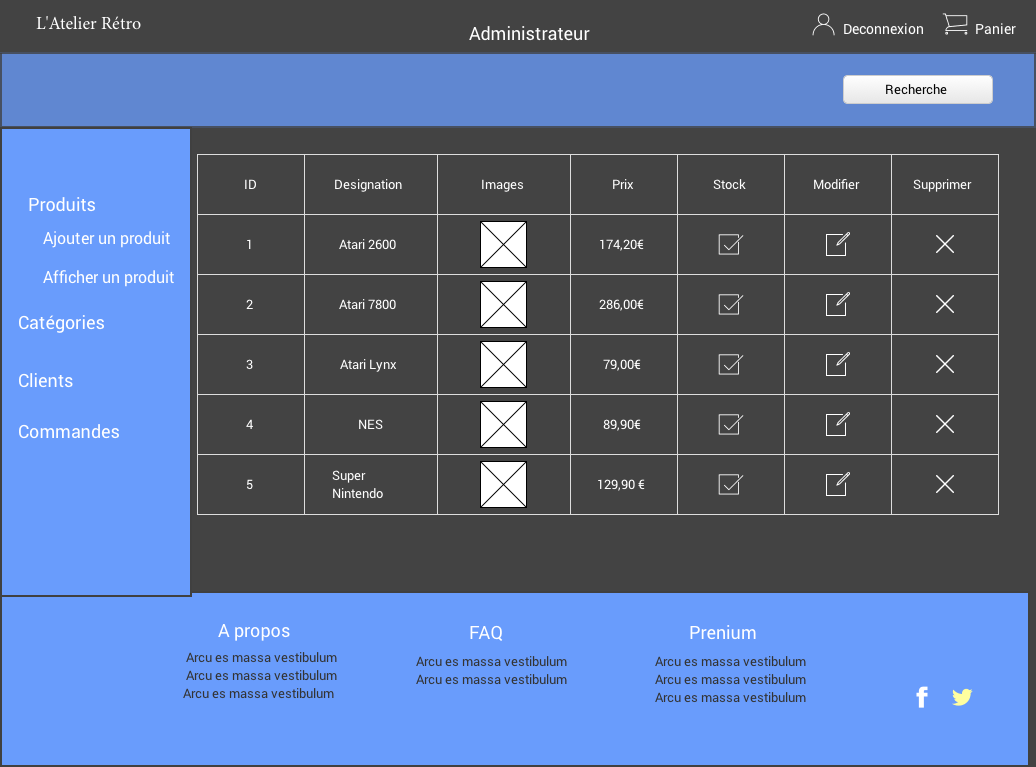 L'Atelier Rétro
Administrateur
Deconnexion
Panier
Recherche
Produits
Ajouter un produit
Afficher un produit
Catégories
Clients
Commandes
ID Designation Images Prix Stock Modifier Supprimer
1 Atari 2600 174,20€
2 Atari 7800 286,00€
3 Atari Lynx 79,00€
4 NES 89,90€
5 Super Nintendo 129,90 €
A propos
Arcu es massa vestibulum
Arcu es massa vestibulum
Arcu es massa vestibulum
FAQ
Arcu es massa vestibulum
Arcu es massa vestibulum
Prenium
Arcu es massa vestibulum
Arcu es massa vestibulum
Arcu es massa vestibulum